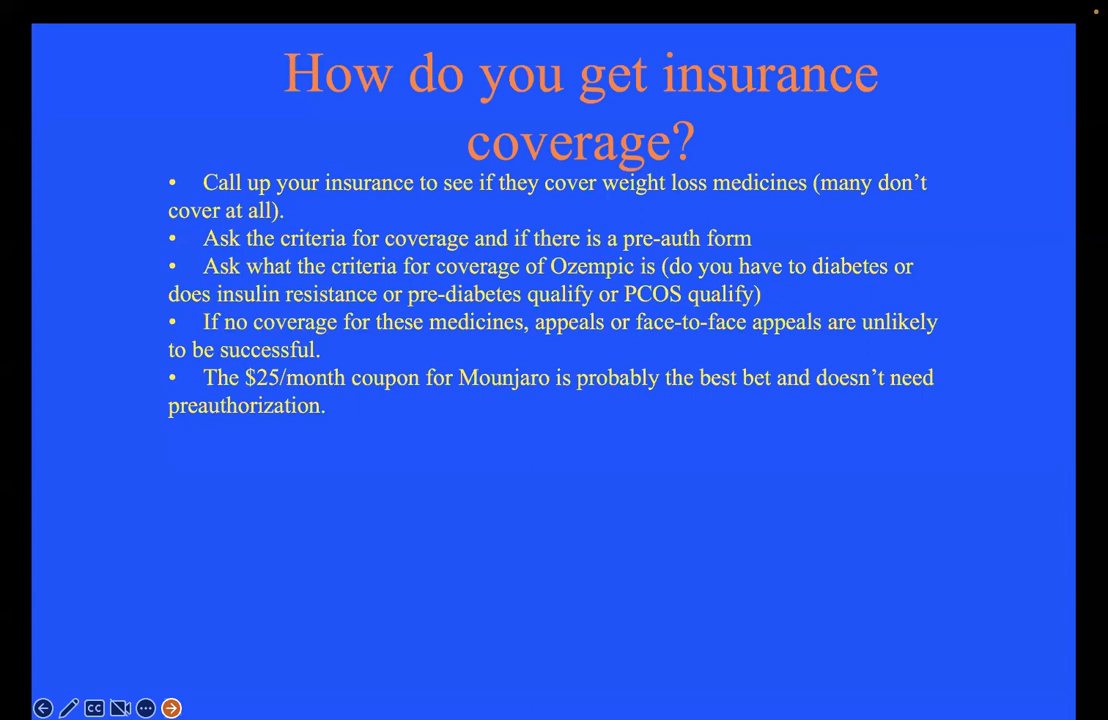 How do you get insurance
coverage?
• Call up your insurance to see if they cover weight loss medicines (many don’t
cover at all).
• Ask the criteria for coverage and if there is a pre-auth form
• Ask what the criteria for coverage of Ozempic is (do you have to diabetes or
does insulin resistance or pre-diabetes qualify or PCOS qualify)
• If no coverage for these medicines, appeals or face-to-face appeals are unlikely
to be successful.
• The $25/month coupon for Mounjaro is probably the best bet and doesn’t need
preauthorization.
CC